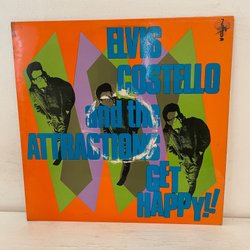 ELVIS
COSTELLO
and the
ATTRACTIONS
GET
HAPPY!!